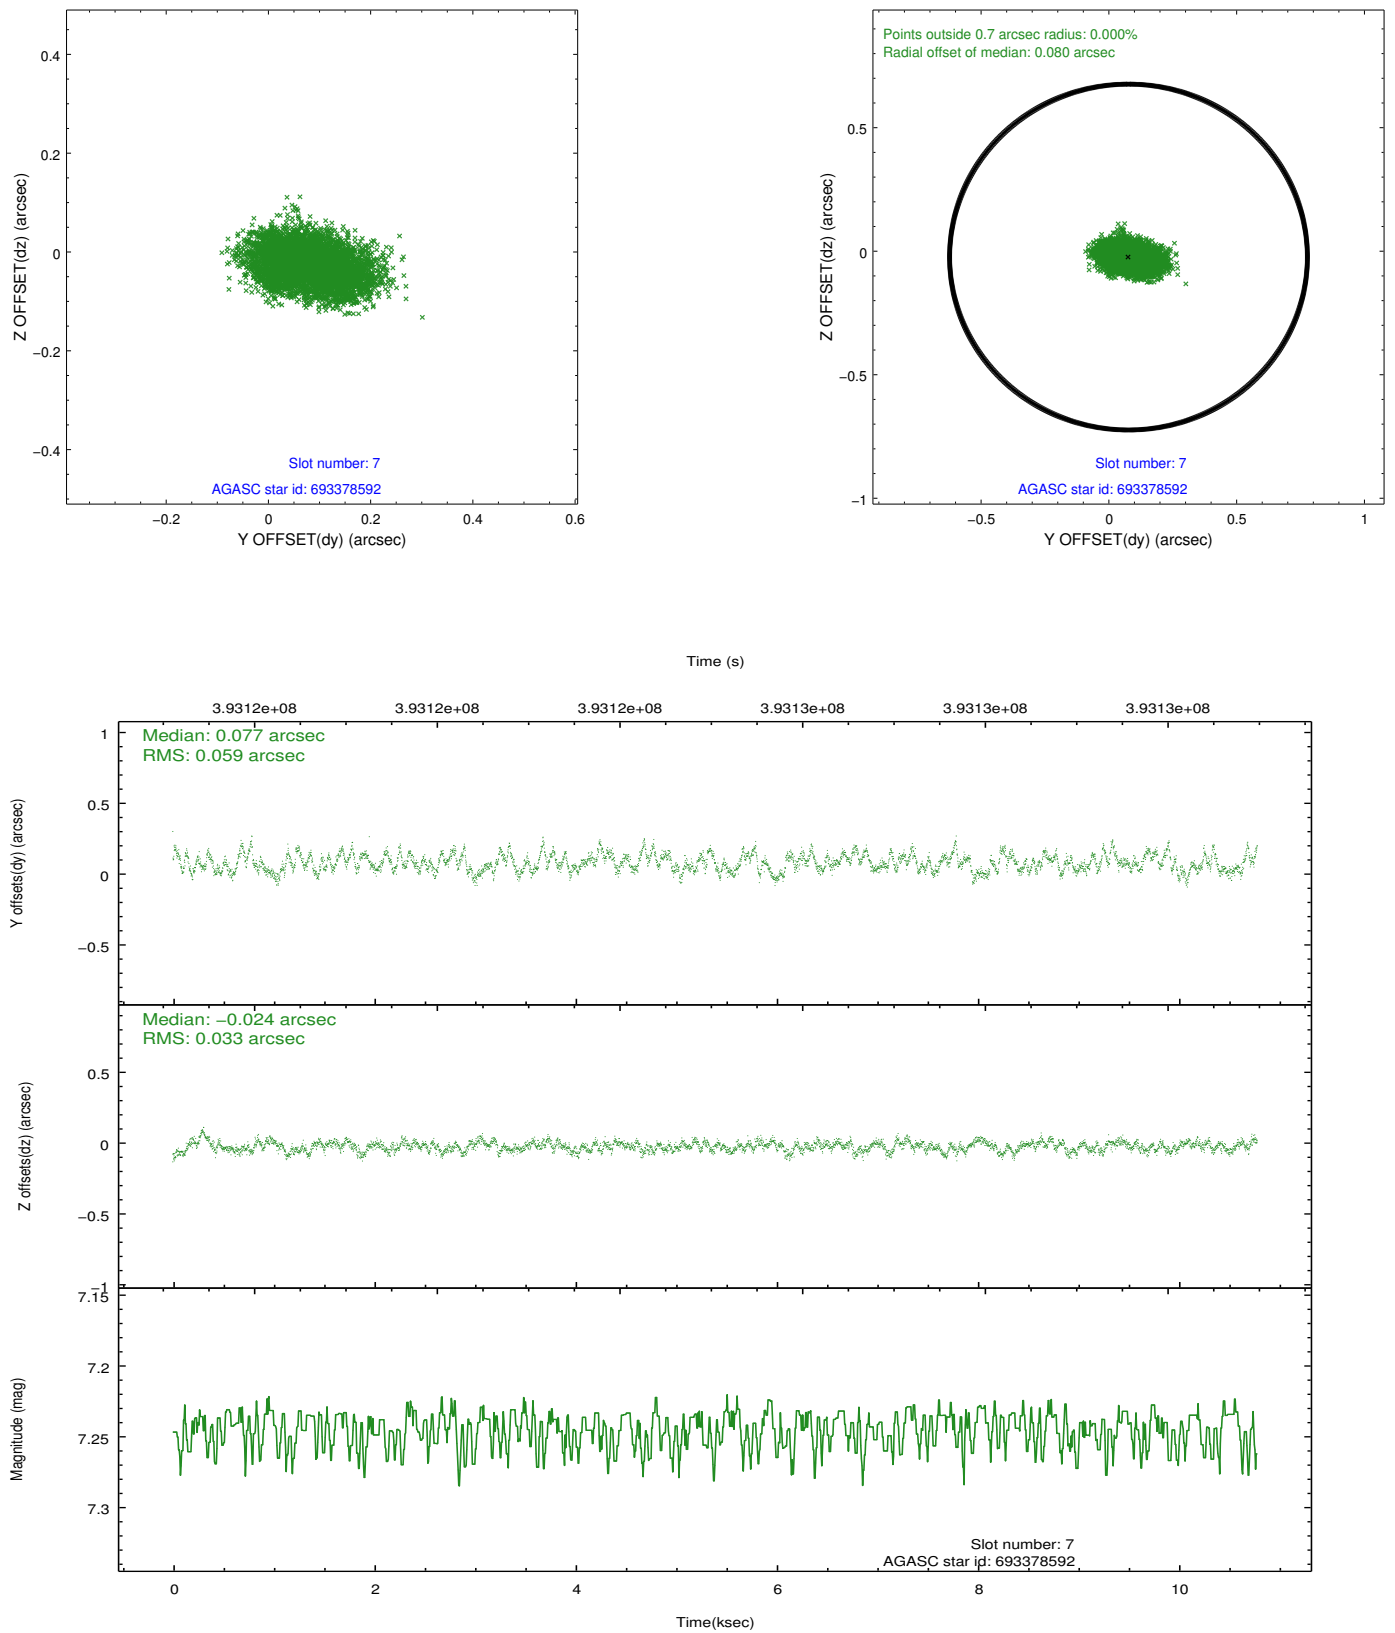 0.4
0.2
0
−0.2
−0.4
Z OFFSET(dz) (arcsec)
Slot number: 7
AGASC star id: 693378592
−0.2 0 0.2 0.4 0.6
Y OFFSET(dy) (arcsec)
Points outside 0.7 arcsec radius: 0.000%
Radial offset of median: 0.080 arcsec
0.5
0
−0.5
−1
Z OFFSET(dz) (arcsec)
Slot number: 7
AGASC star id: 693378592
−0.5 0 0.5 1
Y OFFSET(dy) (arcsec)
Time (s)
3.9312e+08 3.9312e+08 3.9312e+08 3.9313e+08 3.9313e+08 3.9313e+08
Median: 0.077 arcsec
RMS: 0.059 arcsec
1
0.5
0
−0.5
Y offsets(dy) (arcsec)
Median: −0.024 arcsec
RMS: 0.033 arcsec
0.5
0
−0.5
−1
Z offsets(dz) (arcsec)
7.15
7.2
7.25
7.3
Magnitude (mag)
Slot number: 7
AGASC star id: 693378592
0 2 4 6 8 10
Time(ksec)